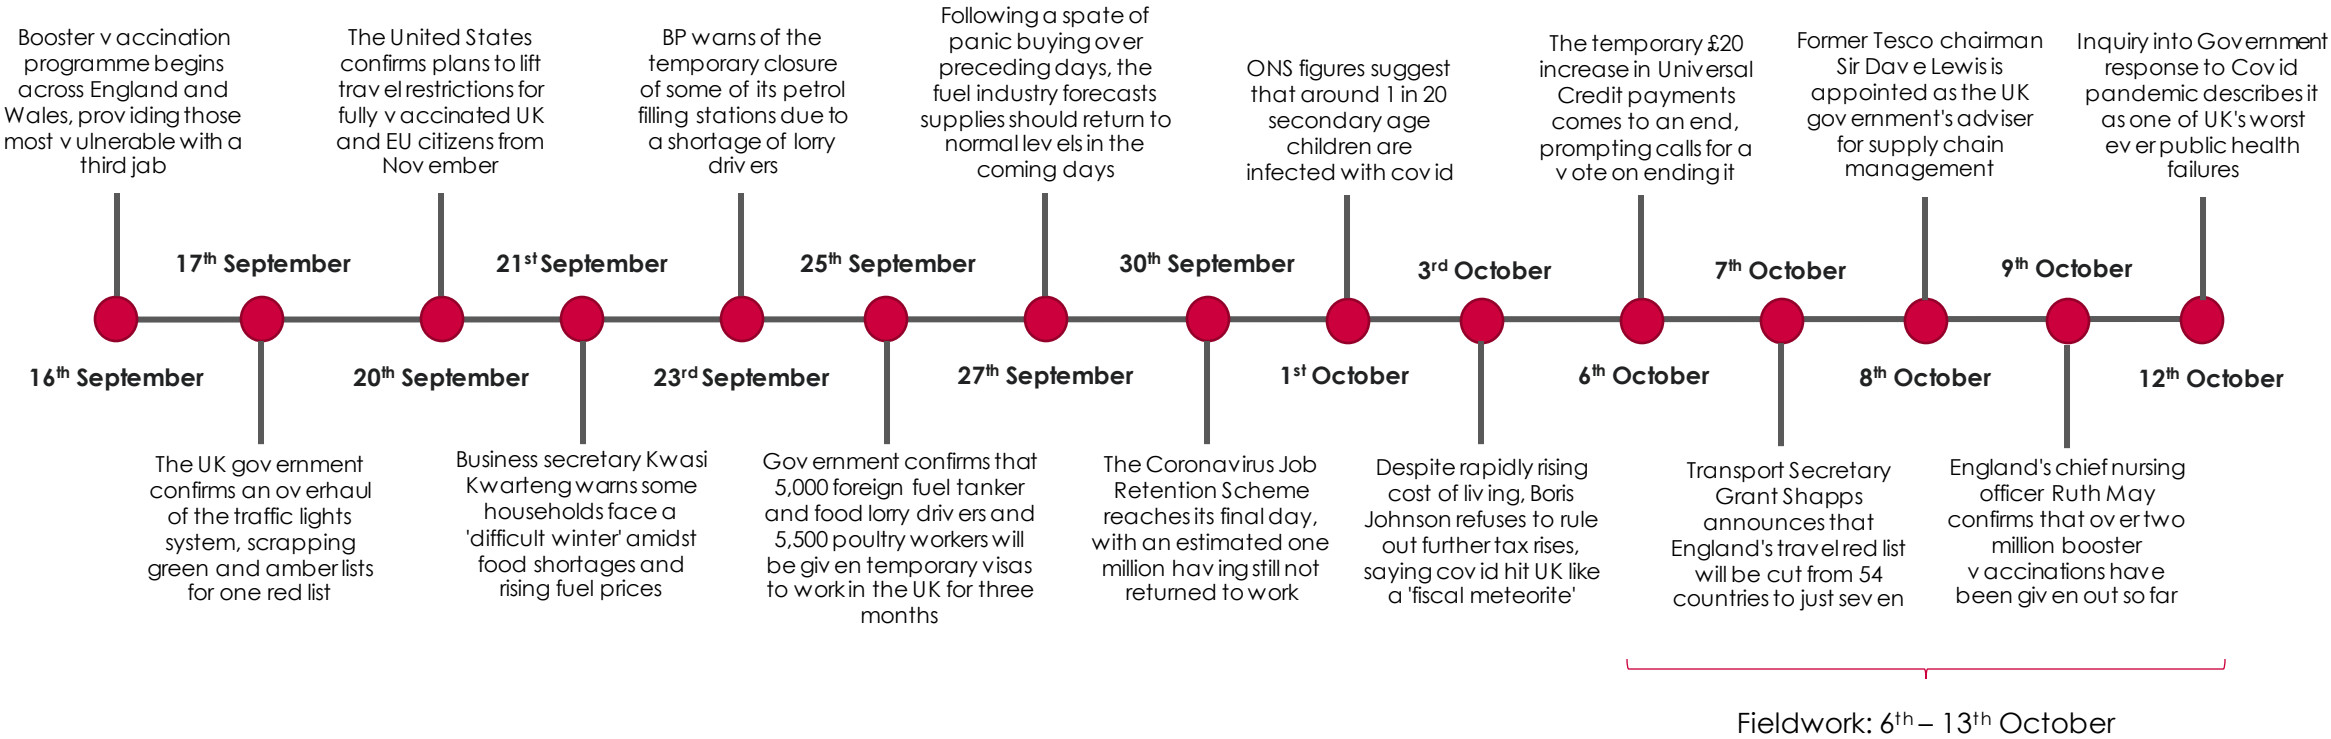 Booster vaccination
programme begins
across England and
Wales, providing those
most vulnerable with a
third jab
The United States
confirms plans to lift
travel restrictions for
fully vaccinated UK
and EU citizens from
November
BP warns of the
temporary closure
of some of its petrol
filling stations due to
a shortage of lorry
drivers
Following a spate of
panic buying over
preceding days, the
fuel industry forecasts
supplies should return to
normal levels in the
coming days
ONS figures suggest
that around 1 in 20
secondary age
children are
infected with covid
The temporary £20
increase in Universal
Credit payments
comes to an end,
prompting calls for a
vote on ending it
Former Tesco chairman
Sir Dave Lewis is
appointed as the UK
government's adviser
for supply chain
management
Inquiry into Government
response to Covid
pandemic describes it
as one of UK's worst
ever public health
failures
17th September
21st September
25th September
30th September
3rd October
7th October
9th October
16th September
20th September
23rd September
27th September
1st October
6th October
8th October
12th October
The UK government
confirms an overhaul
of the traffic lights
system, scrapping
green and amber lists
for one red list
Business secretary Kwasi
Kwarteng warns some
households face a
'difficult winter' amidst
food shortages and
rising fuel prices
Government confirms that
5,000 foreign fuel tanker
and food lorry drivers and
5,500 poultry workers will
be given temporary visas
to work in the UK for three
months
The Coronavirus Job
Retention Scheme
reaches its final day,
with an estimated one
million having still not
returned to work
Despite rapidly rising
cost of living, Boris
Johnson refuses to rule
out further tax rises,
saying covid hit UK like
a 'fiscal meteorite'
Transport Secretary
Grant Shapps
announces that
England's travel red list
will be cut from 54
countries to just seven
England's chief nursing
officer Ruth May
confirms that over two
million booster
vaccinations have
been given out so far
Fieldwork: 6th – 13th October